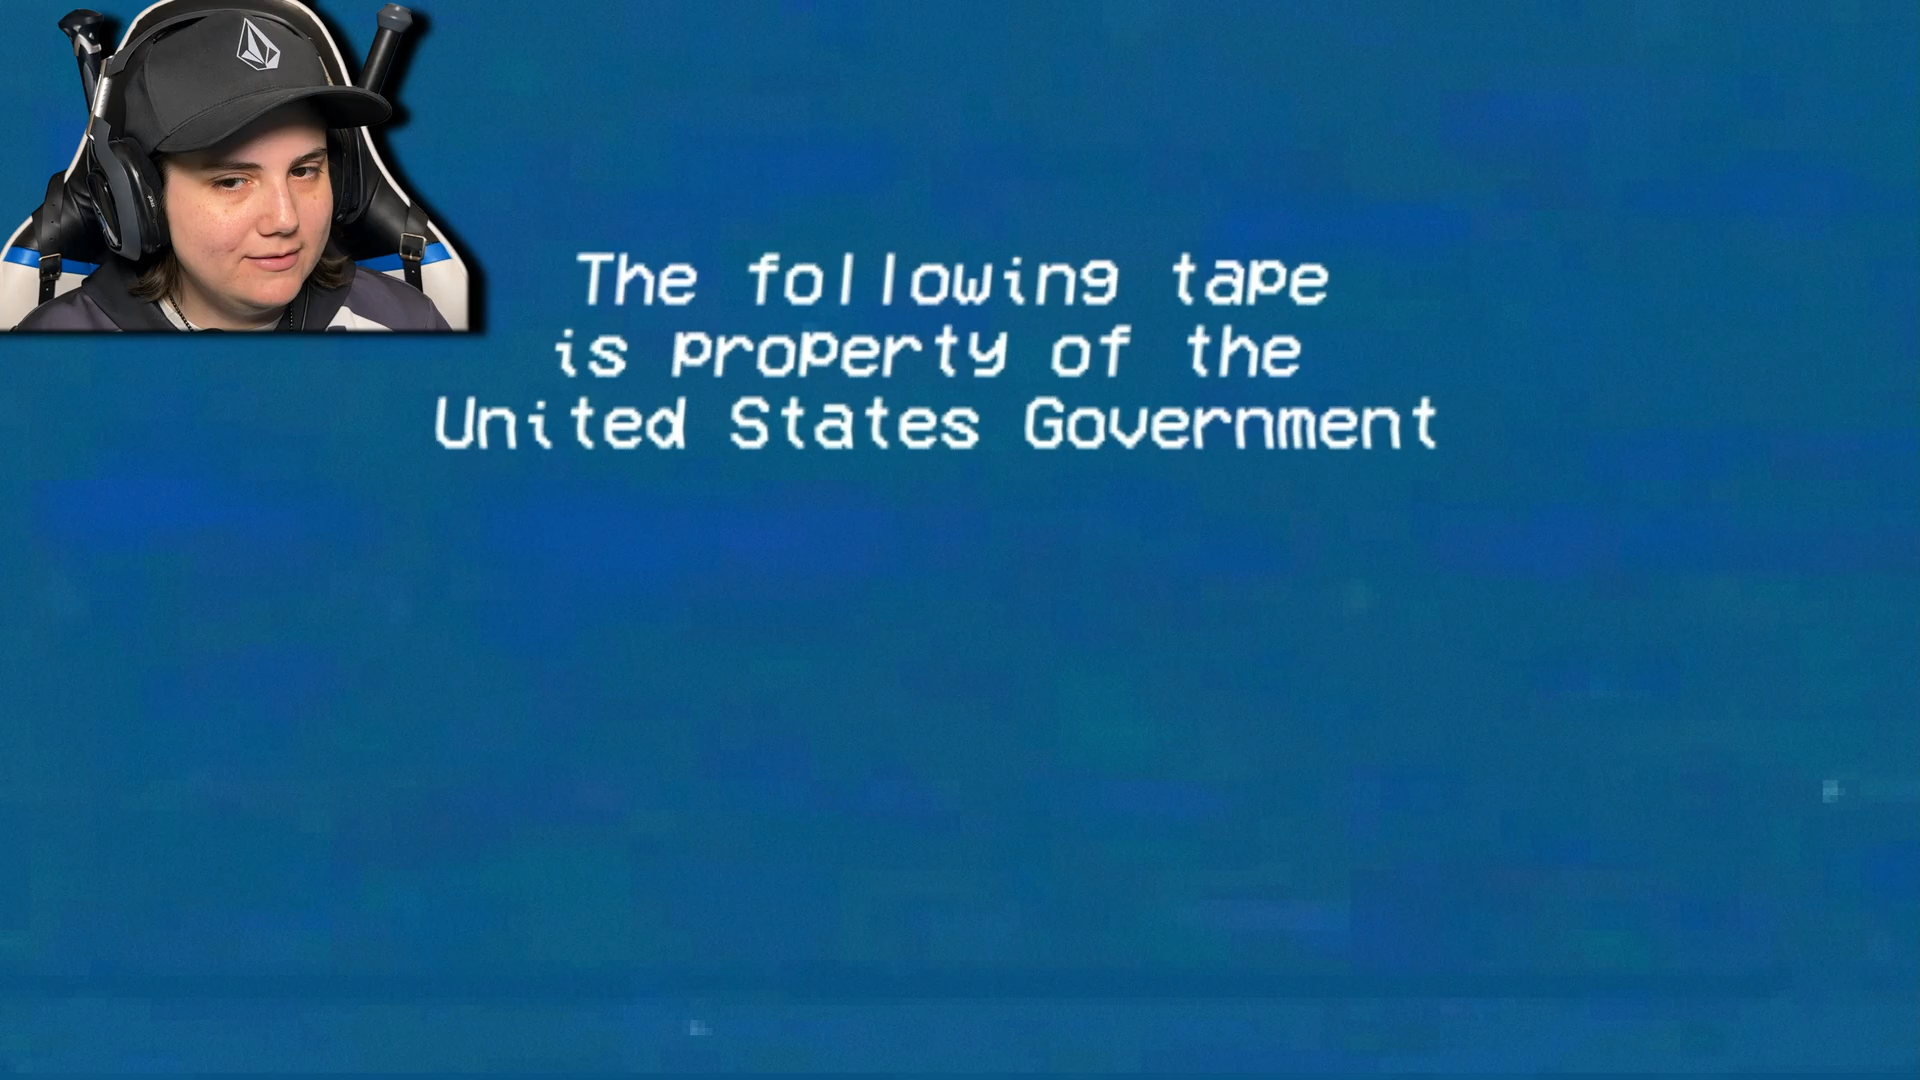 The following tape
is property of the
United States Government